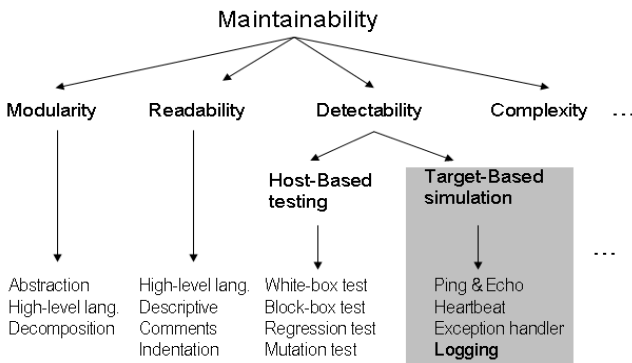 Maintainability
Modularity
Readability
Detectability
Complexity
...
Host-Based
testing
Target-Based
simulation
...
Abstraction
High-level lang.
Decomposition
High-level lang.
Descriptive
Comments
Indentation
White-box test
Block-box test
Regression test
Mutation test
Ping & Echo
Heartbeat
Exception handler
Logging